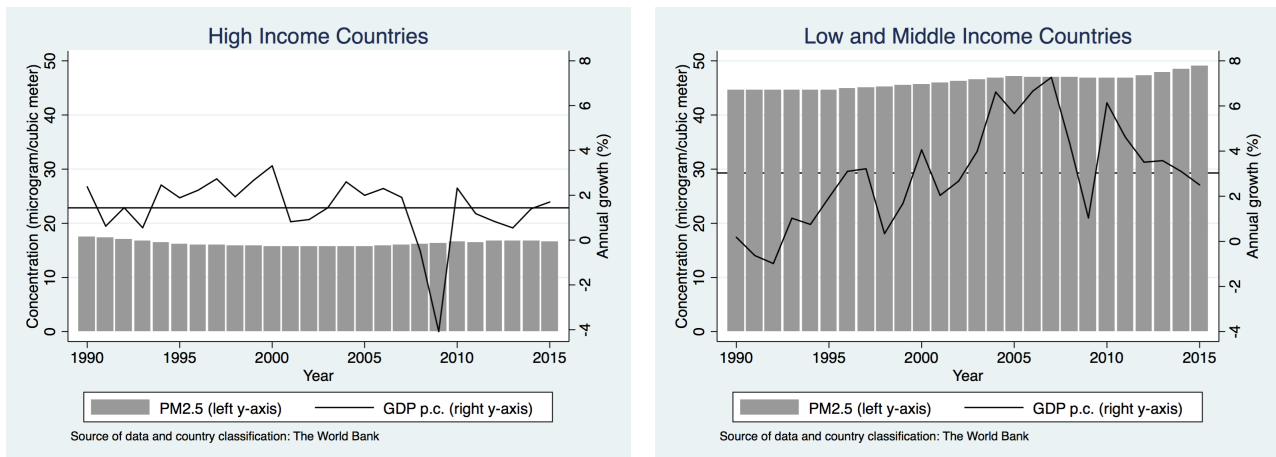 High Income Countries
Concentration (microgram/cubic meter)
0 10 20 30 40 50
Annual growth (%)
-4 -2 0 2 4 6 8
1990 1995 2000 2005 2010 2015
Year
PM2.5 (left y-axis) GDP p.c. (right y-axis)
Source of data and country classification: The World Bank
Low and Middle Income Countries
Concentration (microgram/cubic meter)
0 10 20 30 40 50
Annual growth (%)
-4 -2 0 2 4 6 8
1990 1995 2000 2005 2010 2015
Year
PM2.5 (left y-axis) GDP p.c. (right y-axis)
Source of data and country classification: The World Bank